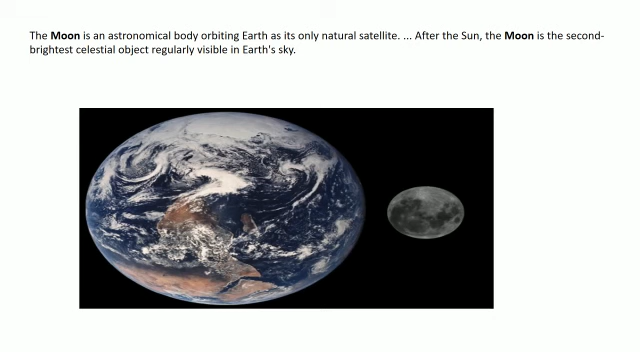 The Moon is an astronomical body orbiting Earth as its only natural satellite. ... After the Sun, the Moon is the second-
brightest celestial object regularly visible in Earth's sky.